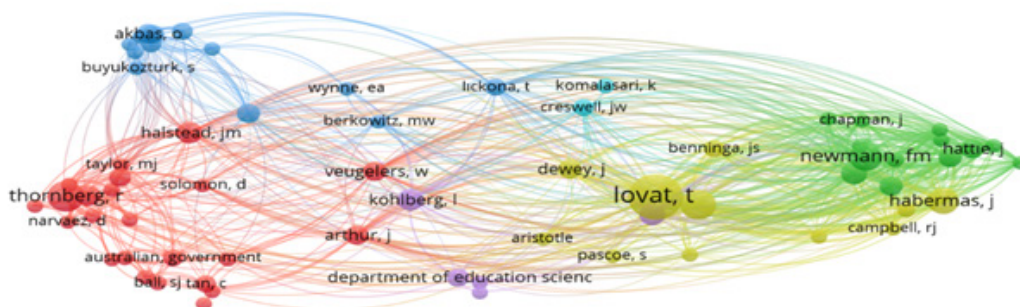 akbas, o
buyukozturk, s
wynne, ea
lickona, t
komalasari, k
creswell, jw
berkowitz, mw
halstead, jm
chapman, j
benninga, js
newmann, fm
hattie, j
taylor, mj
solomon, d
veugelers, w
dewey, j
thornberg, r
narvaez, d
kohlberg, l
lovat, t
habermas, j
campbell, rj
arthur, j
aristotle
pascoe, s
australian, government
ball, sj
tan, c
department of education scienc